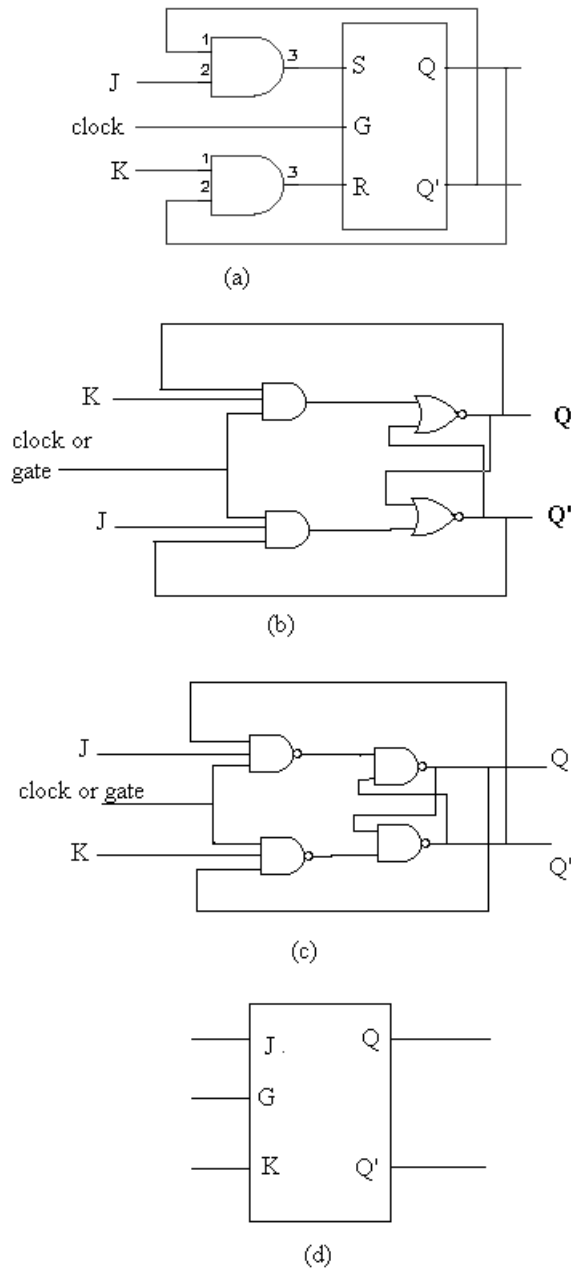 1
2
3
J
S
Q
clock
G
K
1
2
3
R
Q'
(a)
K
Q
clock or
gate
J
Q'
(b)
J
Q
clock or gate
K
Q'
(c)
J .
Q
G
K
Q'
(d)